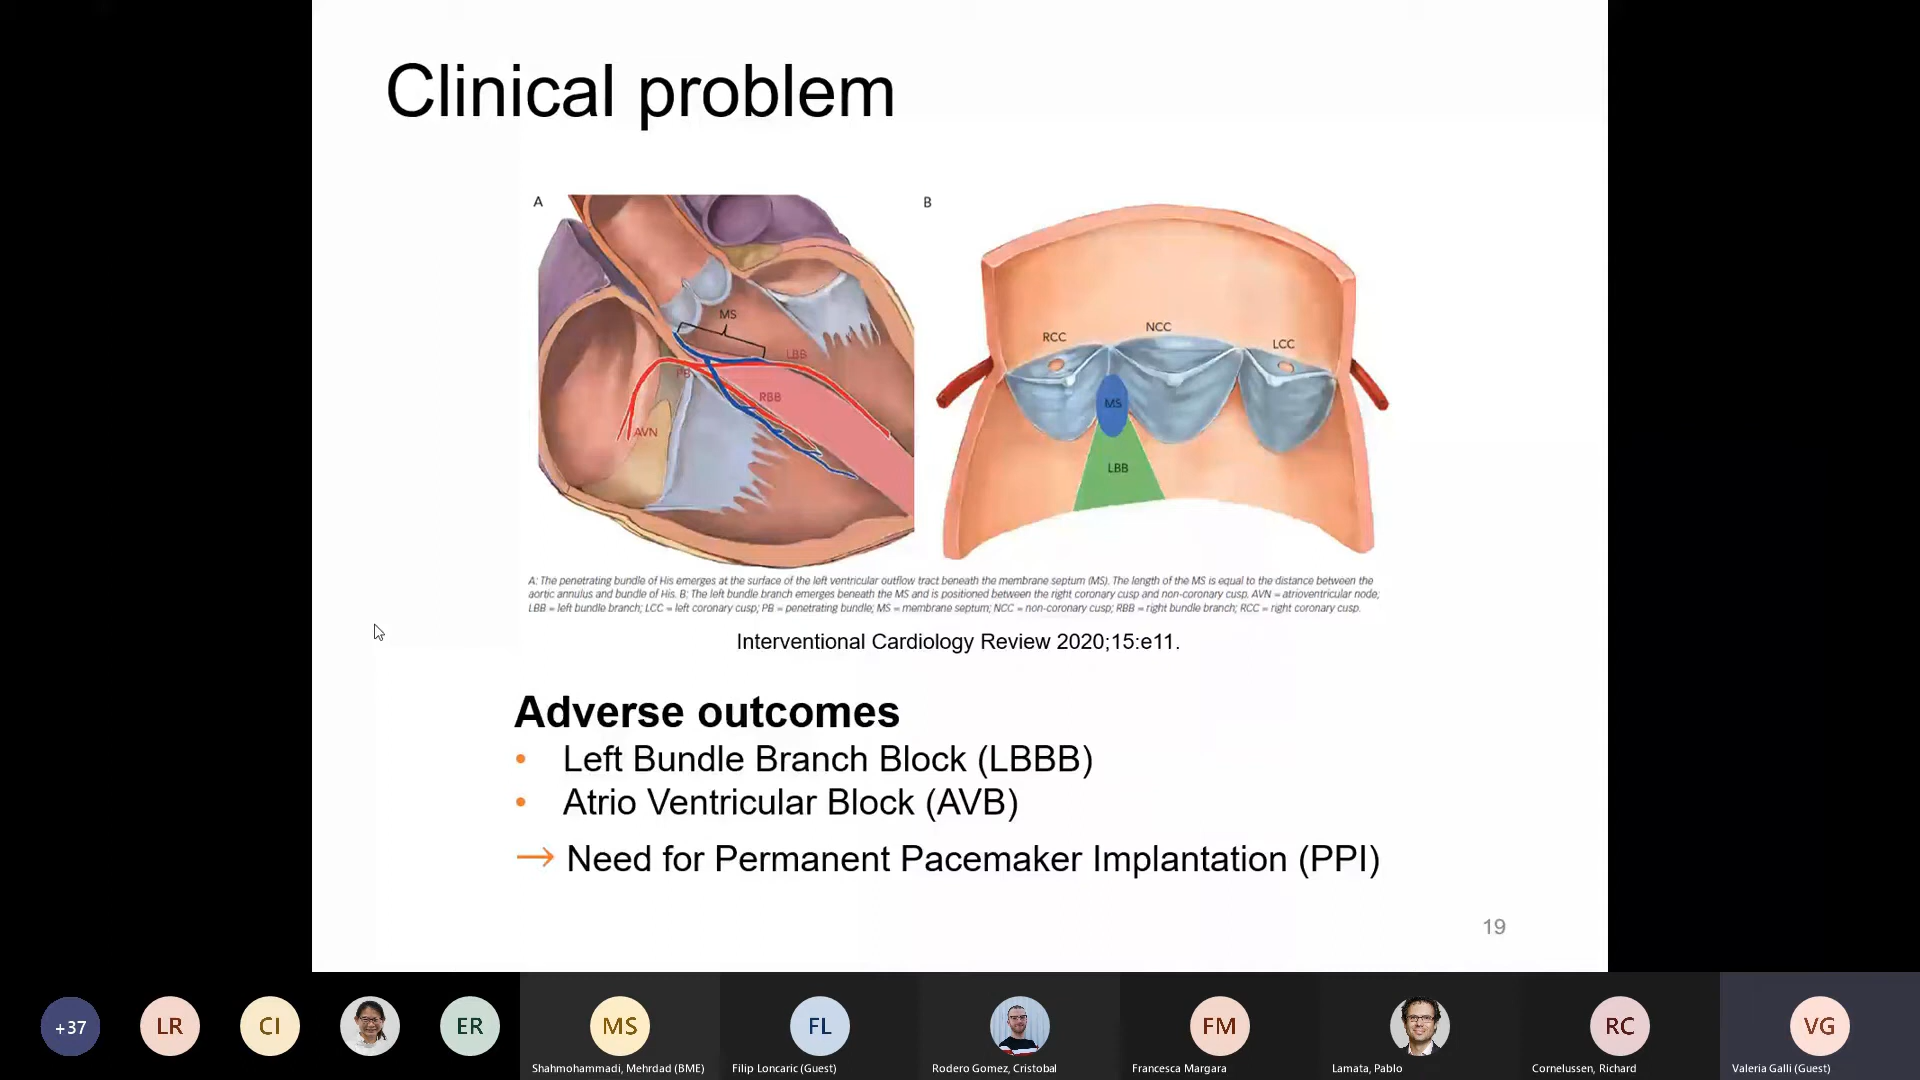 Clinical problem
A
B
MS
LBB
PB
RBB
AVN
RCC
NCC
LCC
MS
LBB
A: The penetrating bundle of His emerges at the surface of the left ventricular outflow tract beneath the membrane septum (MS). The length of the MS is equal to the distance between the
aortic annulus and bundle of His. B: The left bundle branch emerges beneath the MS and is positioned between the right coronary cusp and non-coronary cusp. AVN = atrioventricular node;
LBB = left bundle branch; LCC = left coronary cusp; PB = penetrating bundle; MS = membrane septum; NCC = non-coronary cusp; RBB = right bundle branch; RCC = right coronary cusp.
Interventional Cardiology Review 2020;15:e11.
Adverse outcomes
• Left Bundle Branch Block (LBBB)
• Atrio Ventricular Block (AVB)
→ Need for Permanent Pacemaker Implantation (PPI)
19
+37
LR
CI
ER
MS
FL
FM
RC
VG
Shahmohammadi, Mehrdad (BME)
Filip Loncaric (Guest)
Rodero Gomez, Cristobal
Francesca Margara
Lamata, Pablo
Cornelussen, Richard
Valeria Galli (Guest)